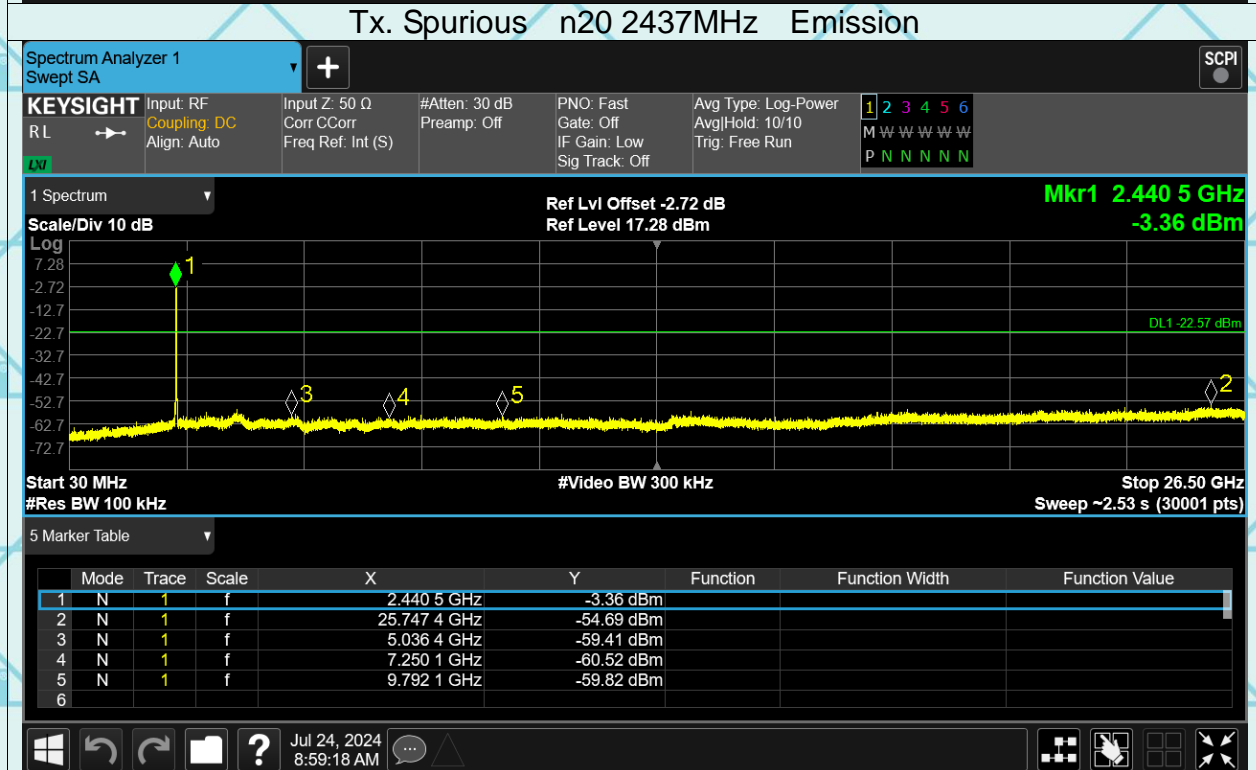 Tx. Spurious n20 2437MHz Emission
Spectrum Analyzer 1
Swept SA
+
SCPI
KEYSIGHT
RL
LXI
Input: RF
Coupling: DC
Align: Auto
Input Z: 50 Ω
Corr CCorr
Freq Ref: Int (S)
#Atten: 30 dB
Preamp: Off
PNO: Fast
Gate: Off
IF Gain: Low
Sig Track: Off
Avg Type: Log-Power
Avg|Hold: 10/10
Trig: Free Run
1 2 3 4 5 6
M W W W W W
P N N N N N
1 Spectrum
Scale/Div 10 dB
Ref Lvl Offset -2.72 dB
Ref Level 17.28 dBm
Mkr1 2.440 5 GHz
-3.36 dBm
Log
7.28
-2.72
-12.7
-22.7
-32.7
-42.7
-52.7
-62.7
-72.7
1
DL1 -22.57 dBm
3
4
5
2
Start 30 MHz
#Video BW 300 kHz
Stop 26.50 GHz
#Res BW 100 kHz
Sweep ~2.53 s (30001 pts)
5 Marker Table
Mode Trace Scale X Y Function Function Width Function Value
1 N 1 f 2.440 5 GHz -3.36 dBm
2 N 1 f 25.747 4 GHz -54.69 dBm
3 N 1 f 5.036 4 GHz -59.41 dBm
4 N 1 f 7.250 1 GHz -60.52 dBm
5 N 1 f 9.792 1 GHz -59.82 dBm
6
?
Jul 24, 2024
8:59:18 AM